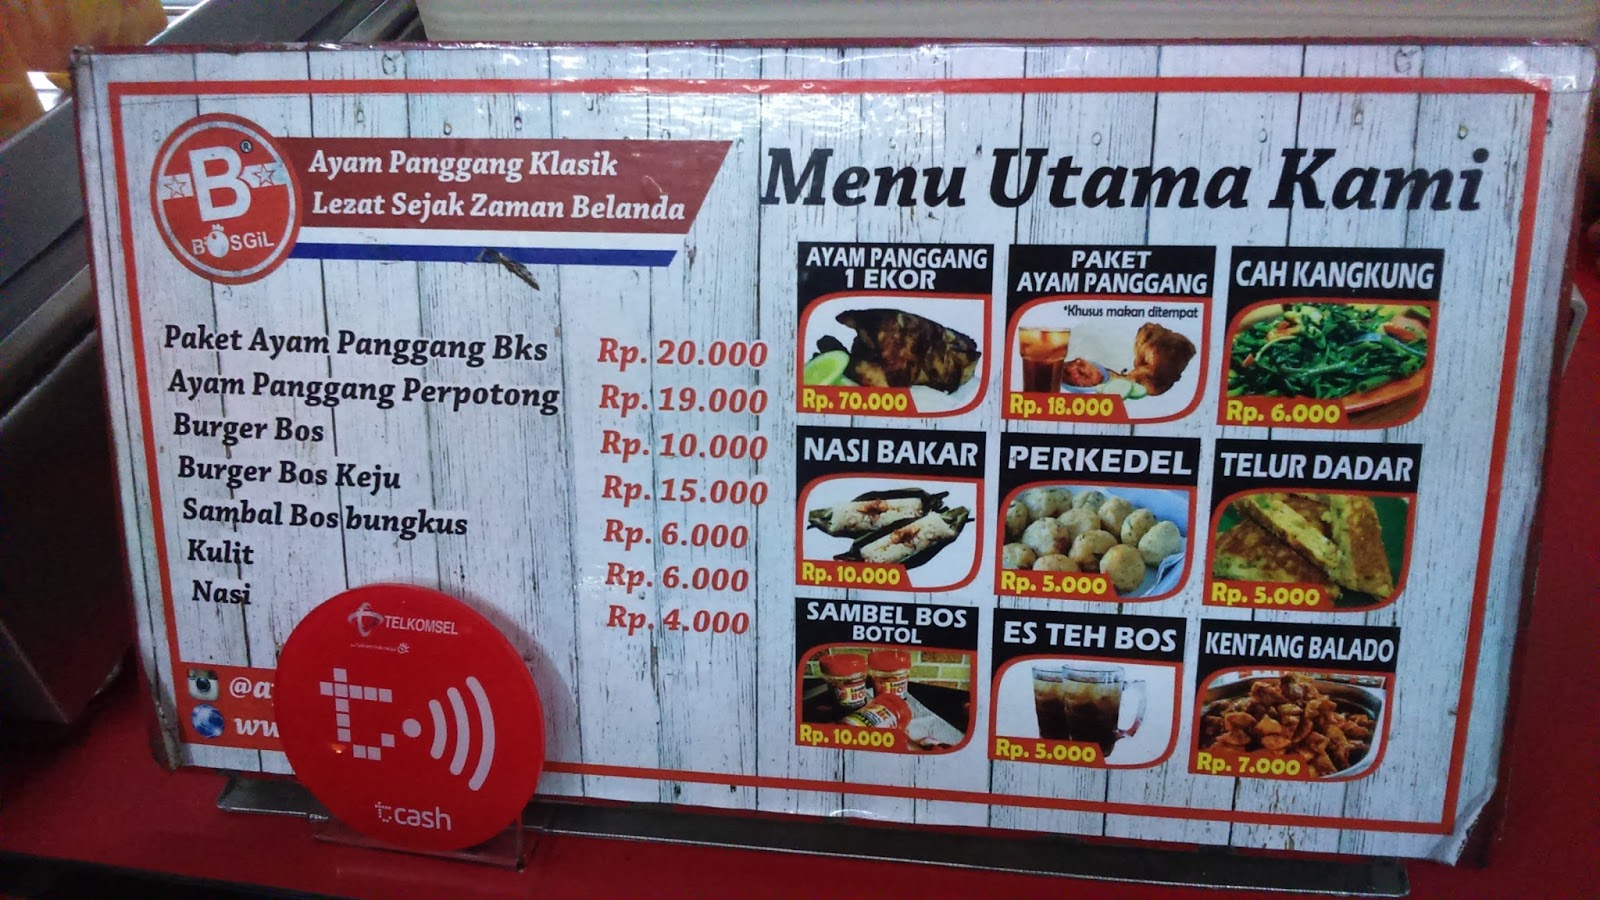 B®
BOSGiL
Ayam Panggang Klasik
Lezat Sejak Zaman Belanda
Menu Utama Kami
Paket Ayam Panggang Bks Rp. 20.000
Ayam Panggang Perpotong Rp. 19.000
Burger Bos Rp. 10.000
Burger Bos Keju Rp. 15.000
Sambal Bos bungkus Rp. 6.000
Kulit Rp. 6.000
Nasi Rp. 4.000
AYAM PANGGANG
1 EKOR
Rp. 70.000
PAKET
AYAM PANGGANG
*Khusus makan ditempat
Rp. 18.000
CAH KANGKUNG
Rp. 6.000
NASI BAKAR
Rp. 10.000
PERKEDEL
Rp. 5.000
TELUR DADAR
Rp. 5.000
SAMBEL BOS
BOTOL
Rp. 10.000
ES TEH BOS
Rp. 5.000
KENTANG BALADO
Rp. 7.000
TELKOMSEL
t
tcash